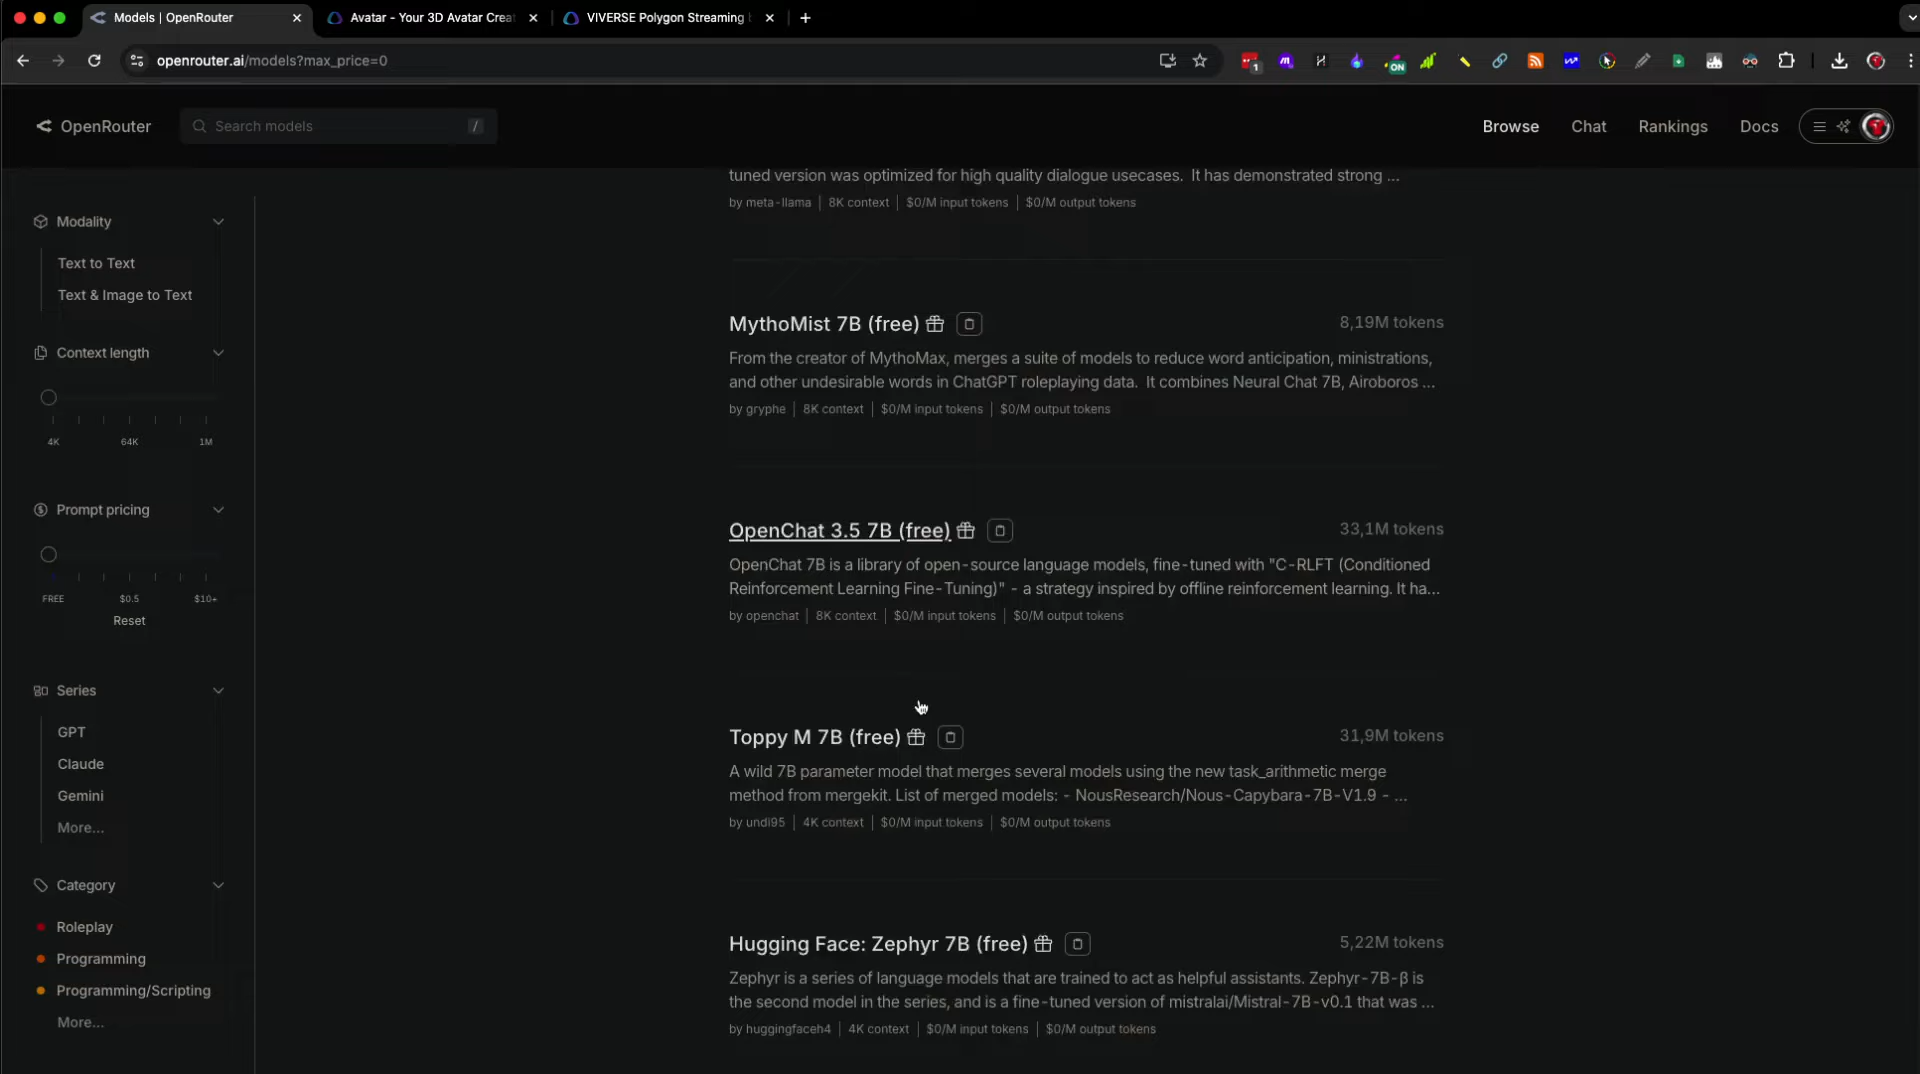 Models | OpenRouter
Avatar - Your 3D Avatar Creat
VIVERSE Polygon Streaming
openrouter.ai/models?max_price=0
1
ON
OpenRouter
Search models
/
Browse
Chat
Rankings
Docs
Modality
Text to Text
Text & Image to Text
Context length
4K
64K
1M
Prompt pricing
FREE
$0.5
$10+
Reset
Series
GPT
Claude
Gemini
More...
Category
Roleplay
Programming
Programming/Scripting
More...
tuned version was optimized for high quality dialogue usecases. It has demonstrated strong ...
by meta-llama | 8K context | $0/M input tokens | $0/M output tokens
MythoMist 7B (free)
8,19M tokens
From the creator of MythoMax, merges a suite of models to reduce word anticipation, ministrations,
and other undesirable words in ChatGPT roleplaying data. It combines Neural Chat 7B, Airoboros ...
by gryphe | 8K context | $0/M input tokens | $0/M output tokens
OpenChat 3.5 7B (free)
33,1M tokens
OpenChat 7B is a library of open-source language models, fine-tuned with "C-RLFT (Conditioned
Reinforcement Learning Fine-Tuning)" - a strategy inspired by offline reinforcement learning. It ha...
by openchat | 8K context | $0/M input tokens | $0/M output tokens
Toppy M 7B (free)
31,9M tokens
A wild 7B parameter model that merges several models using the new task_arithmetic merge
method from mergekit. List of merged models: - NousResearch/Nous-Capybara-7B-V1.9 - ...
by undi95 | 4K context | $0/M input tokens | $0/M output tokens
Hugging Face: Zephyr 7B (free)
5,22M tokens
Zephyr is a series of language models that are trained to act as helpful assistants. Zephyr-7B-β is
the second model in the series, and is a fine-tuned version of mistralai/Mistral-7B-v0.1 that was ...
by huggingfaceh4 | 4K context | $0/M input tokens | $0/M output tokens